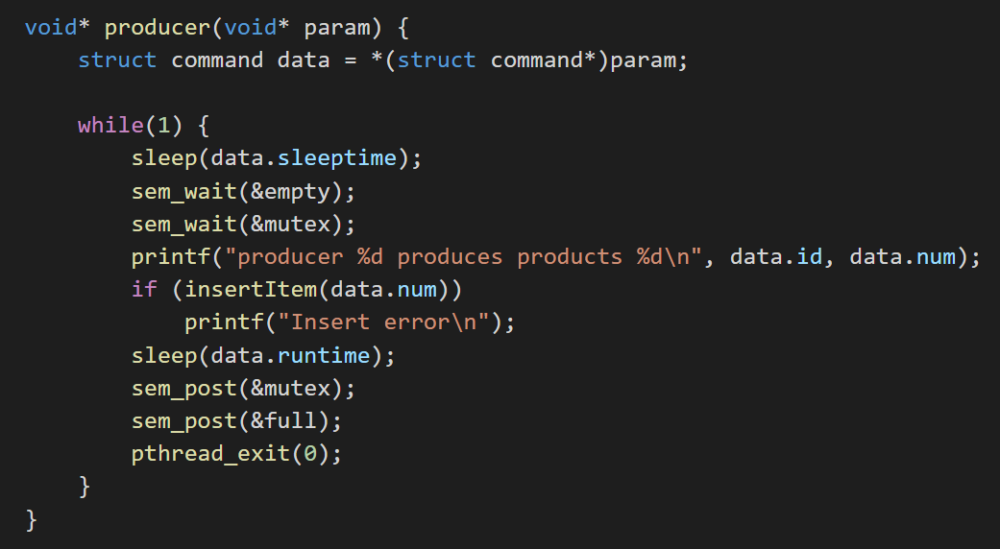 void* producer(void* param) {
    struct command data = *(struct command*)param;

    while(1) {
        sleep(data.sleeptime);
        sem_wait(&empty);
        sem_wait(&mutex);
        printf("producer %d produces products %d\n", data.id, data.num);
        if (insertItem(data.num))
            printf("Insert error\n");
        sleep(data.runtime);
        sem_post(&mutex);
        sem_post(&full);
        pthread_exit(0);
    }
}